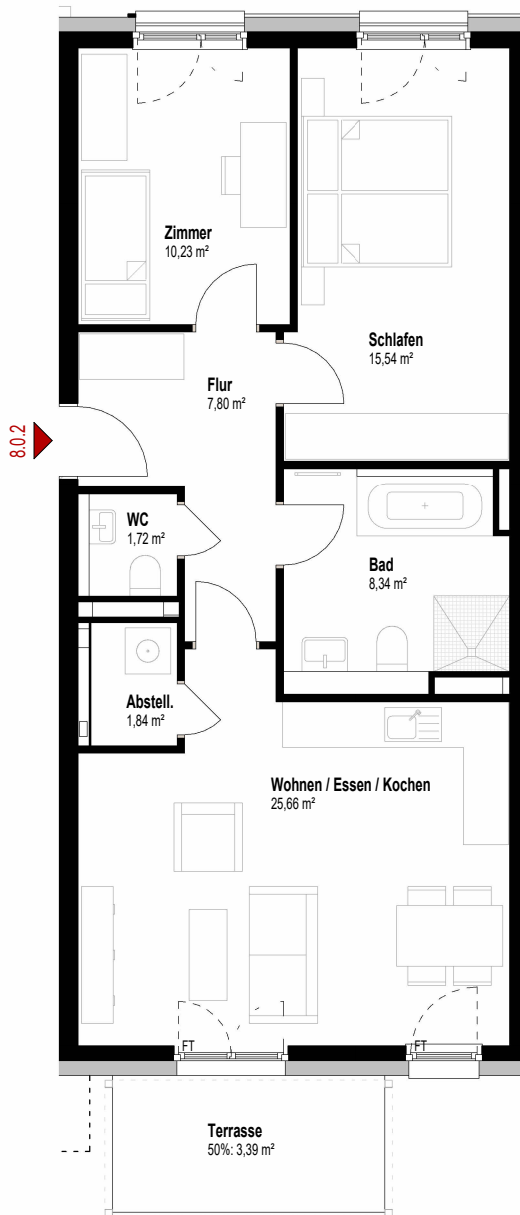 Zimmer
10,23 m²
Schlafen
15,54 m²
Flur
7,80 m²
8.0.2
WC
1,72 m²
Bad
8,34 m²
Abstell.
1,84 m²
Wohnen / Essen / Kochen
25,66 m²
FT
FT
Terrasse
50%: 3,39 m²